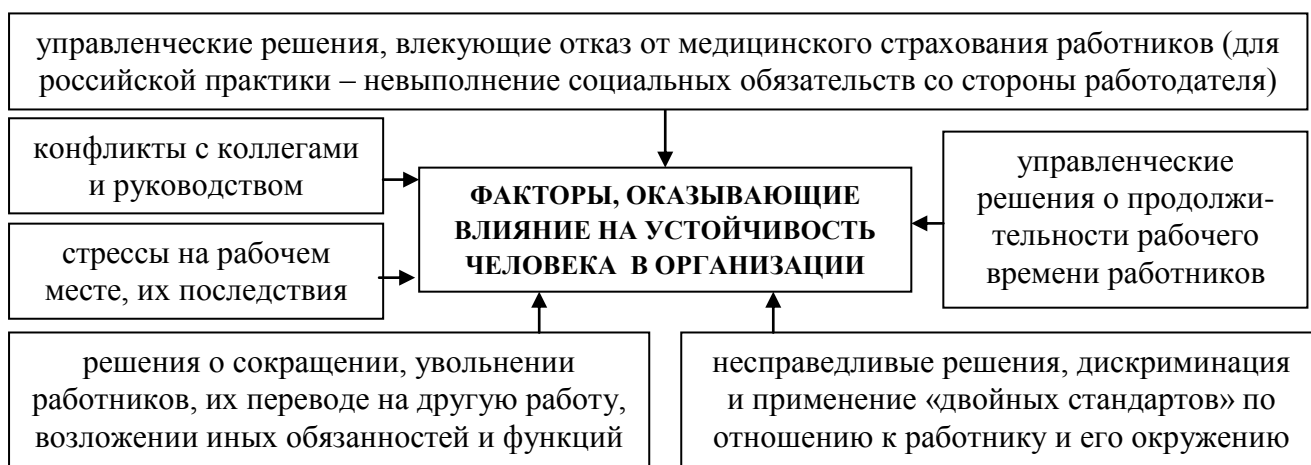 управленческие решения, влекующие отказ от медицинского страхования работников (для
российской практики – невыполнение социальных обязательств со стороны работодателя)
конфликты с коллегами
и руководством
стрессы на рабочем
месте, их последствия
ФАКТОРЫ, ОКАЗЫВАЮЩИЕ
ВЛИЯНИЕ НА УСТОЙЧИВОСТЬ
ЧЕЛОВЕКА В ОРГАНИЗАЦИИ
управленческие
решения о продолжи-
тельности рабочего
времени работников
решения о сокращении, увольнении
работников, их переводе на другую работу,
возложении иных обязанностей и функций
несправедливые решения, дискриминация
и применение «двойных стандартов» по
отношению к работнику и его окружению